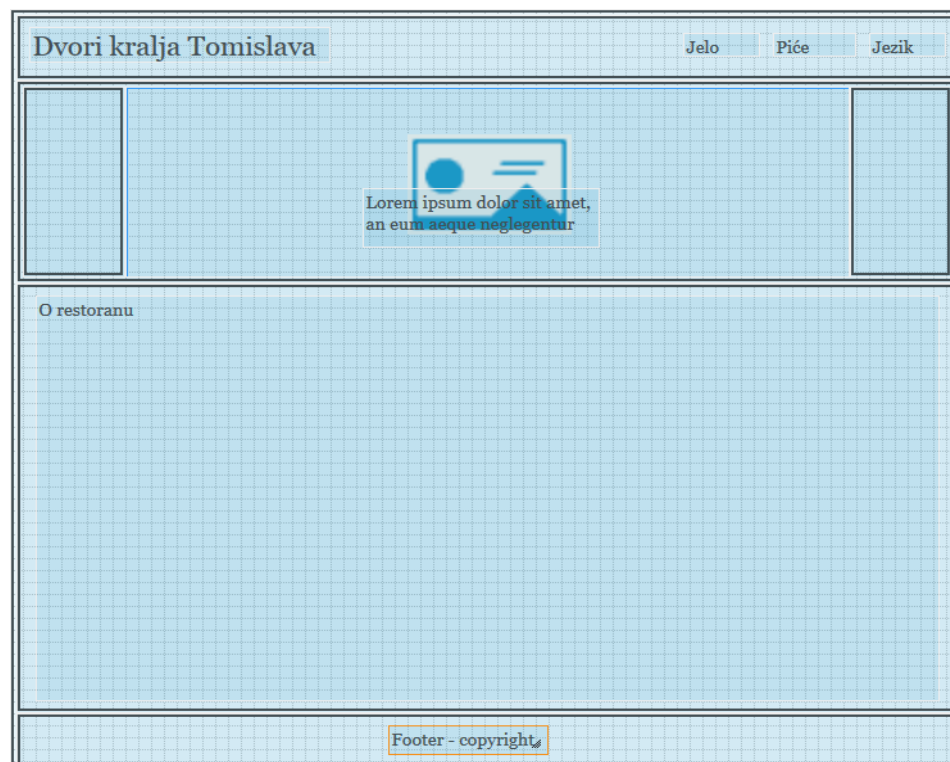 Dvori kralja Tomislava
Jelo Piće Jezik
Lorem ipsum dolor sit amet,
an eum aeque neglegentur
O restoranu
Footer - copyright